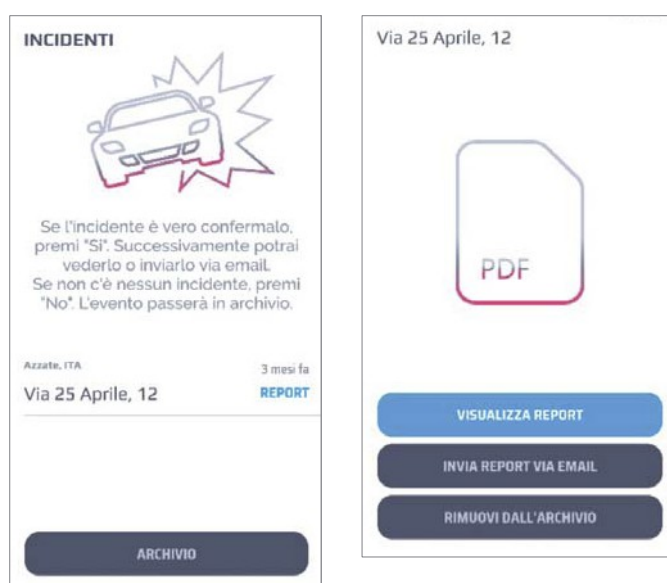 INCIDENTI
Se l'incidente è vero confermalo,
premi "Si". Successivamente potrai
vederlo o inviarlo via email.
Se non c'è nessun incidente, premi
"No". L'evento passerà in archivio.
Azzate, ITA
3 mesi fa
Via 25 Aprile, 12
REPORT
ARCHIVIO
Via 25 Aprile, 12
PDF
VISUALIZZA REPORT
INVIA REPORT VIA EMAIL
RIMUOVI DALL'ARCHIVIO